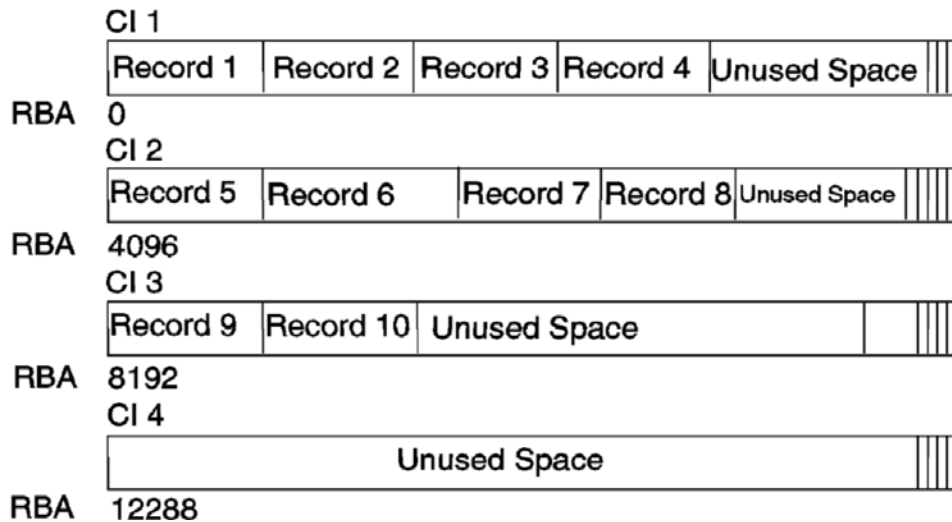 CI 1
Record 1 Record 2 Record 3 Record 4 Unused Space
RBA 0
CI 2
Record 5 Record 6 Record 7 Record 8 Unused Space
RBA 4096
CI 3
Record 9 Record 10 Unused Space
RBA 8192
CI 4
Unused Space
RBA 12288